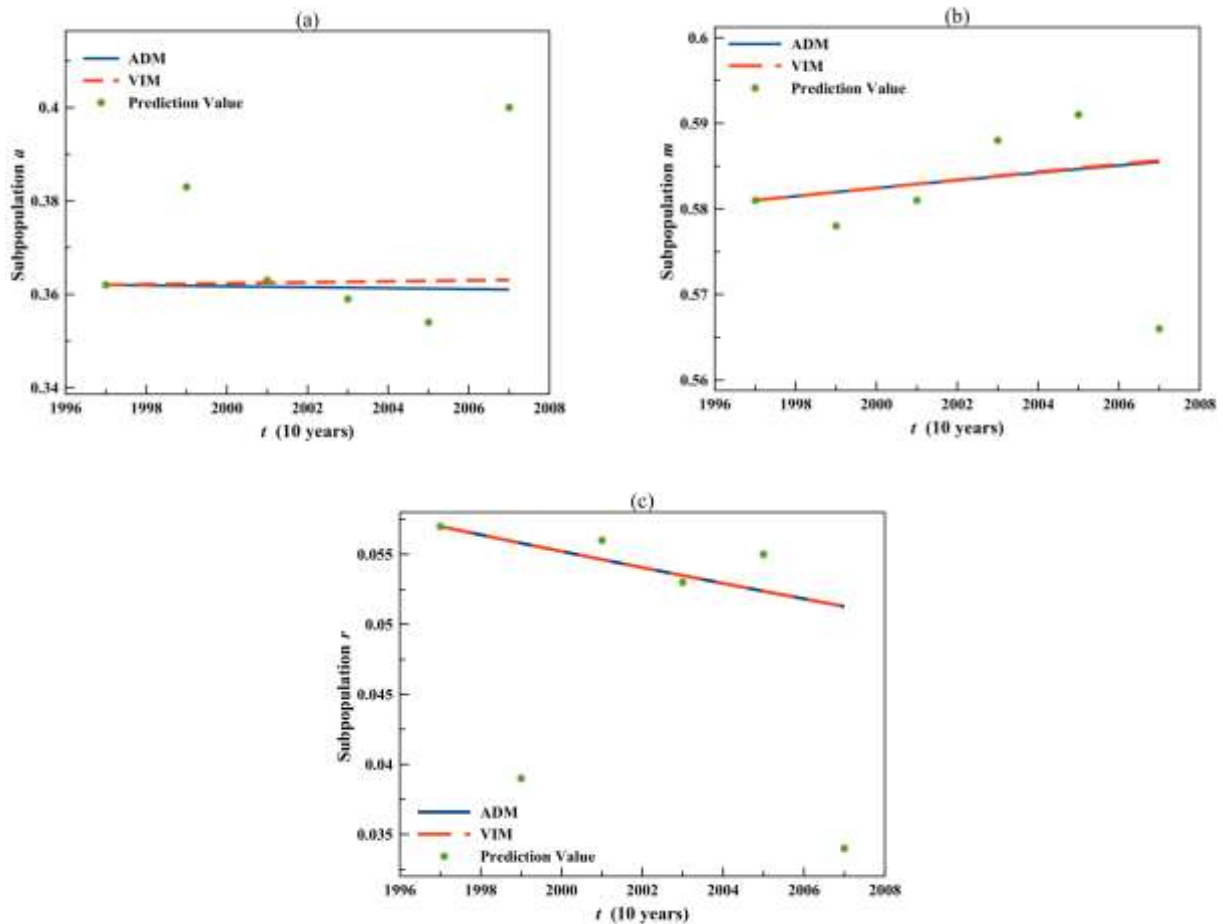 (a)
ADM
VIM
Prediction Value
0.4
0.38
0.36
0.34
Subpopulation a
1996 1998 2000 2002 2004 2006 2008
t (10 years)
(b)
ADM
VIM
Prediction Value
0.6
0.59
0.58
0.57
0.56
Subpopulation m
1996 1998 2000 2002 2004 2006 2008
t (10 years)
(c)
0.055
0.05
0.045
0.04
0.035
Subpopulation r
ADM
VIM
Prediction Value
1996 1998 2000 2002 2004 2006 2008
t (10 years)